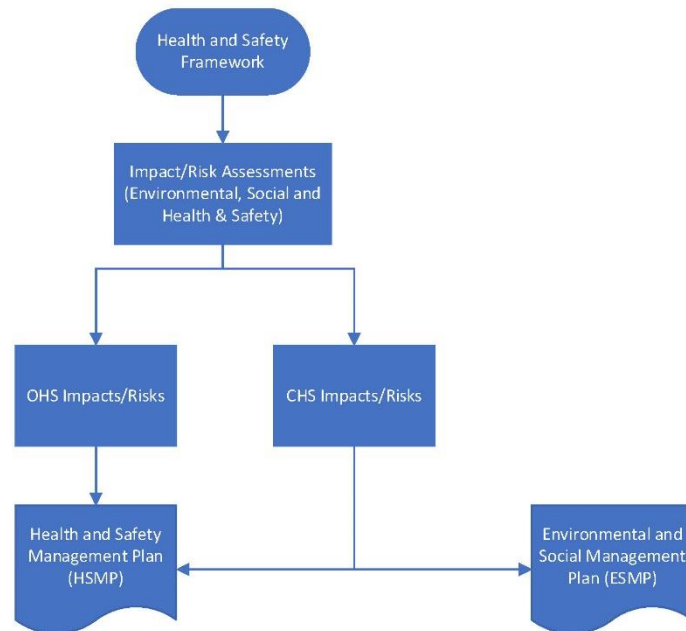 Health and Safety
Framework
Impact/Risk Assessments
(Environmental, Social and
Health & Safety)
OHS Impacts/Risks
CHS Impacts/Risks
Health and Safety
Management Plan
(HSMP)
Environmental and
Social Management
Plan (ESMP)